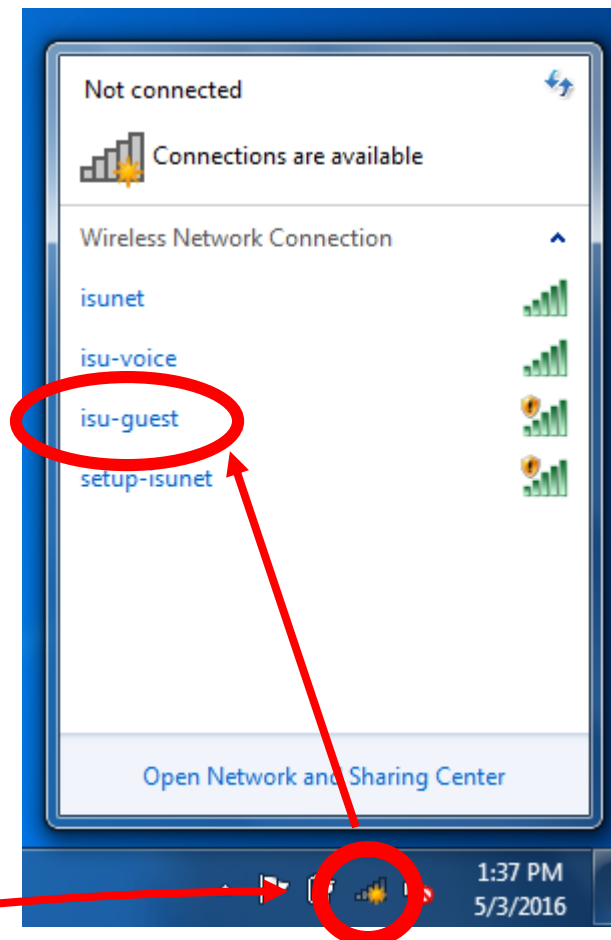 Not connected
Connections are available
Wireless Network Connection
isunet
isu-voice
isu-guest
setup-isunet
Open Network and Sharing Center
1:37 PM
5/3/2016